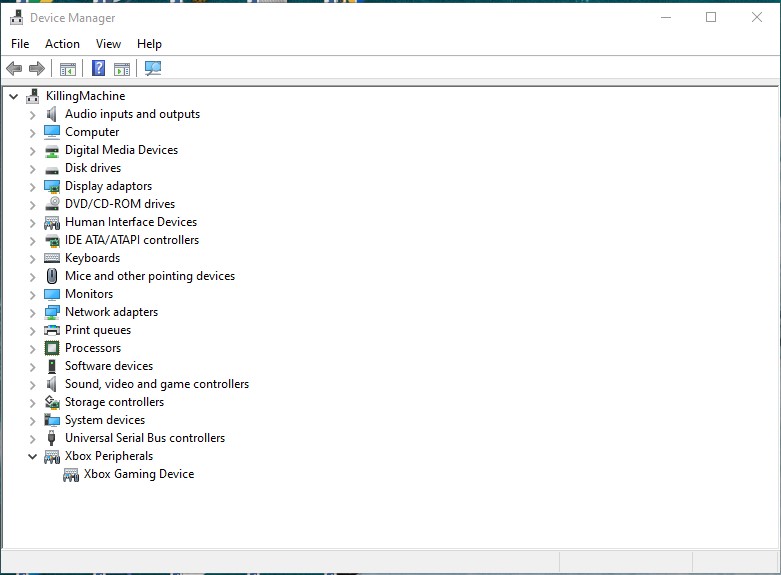 Device Manager
File Action View Help
KillingMachine
Audio inputs and outputs
Computer
Digital Media Devices
Disk drives
Display adaptors
DVD/CD-ROM drives
Human Interface Devices
IDE ATA/ATAPI controllers
Keyboards
Mice and other pointing devices
Monitors
Network adapters
Print queues
Processors
Software devices
Sound, video and game controllers
Storage controllers
System devices
Universal Serial Bus controllers
Xbox Peripherals
Xbox Gaming Device